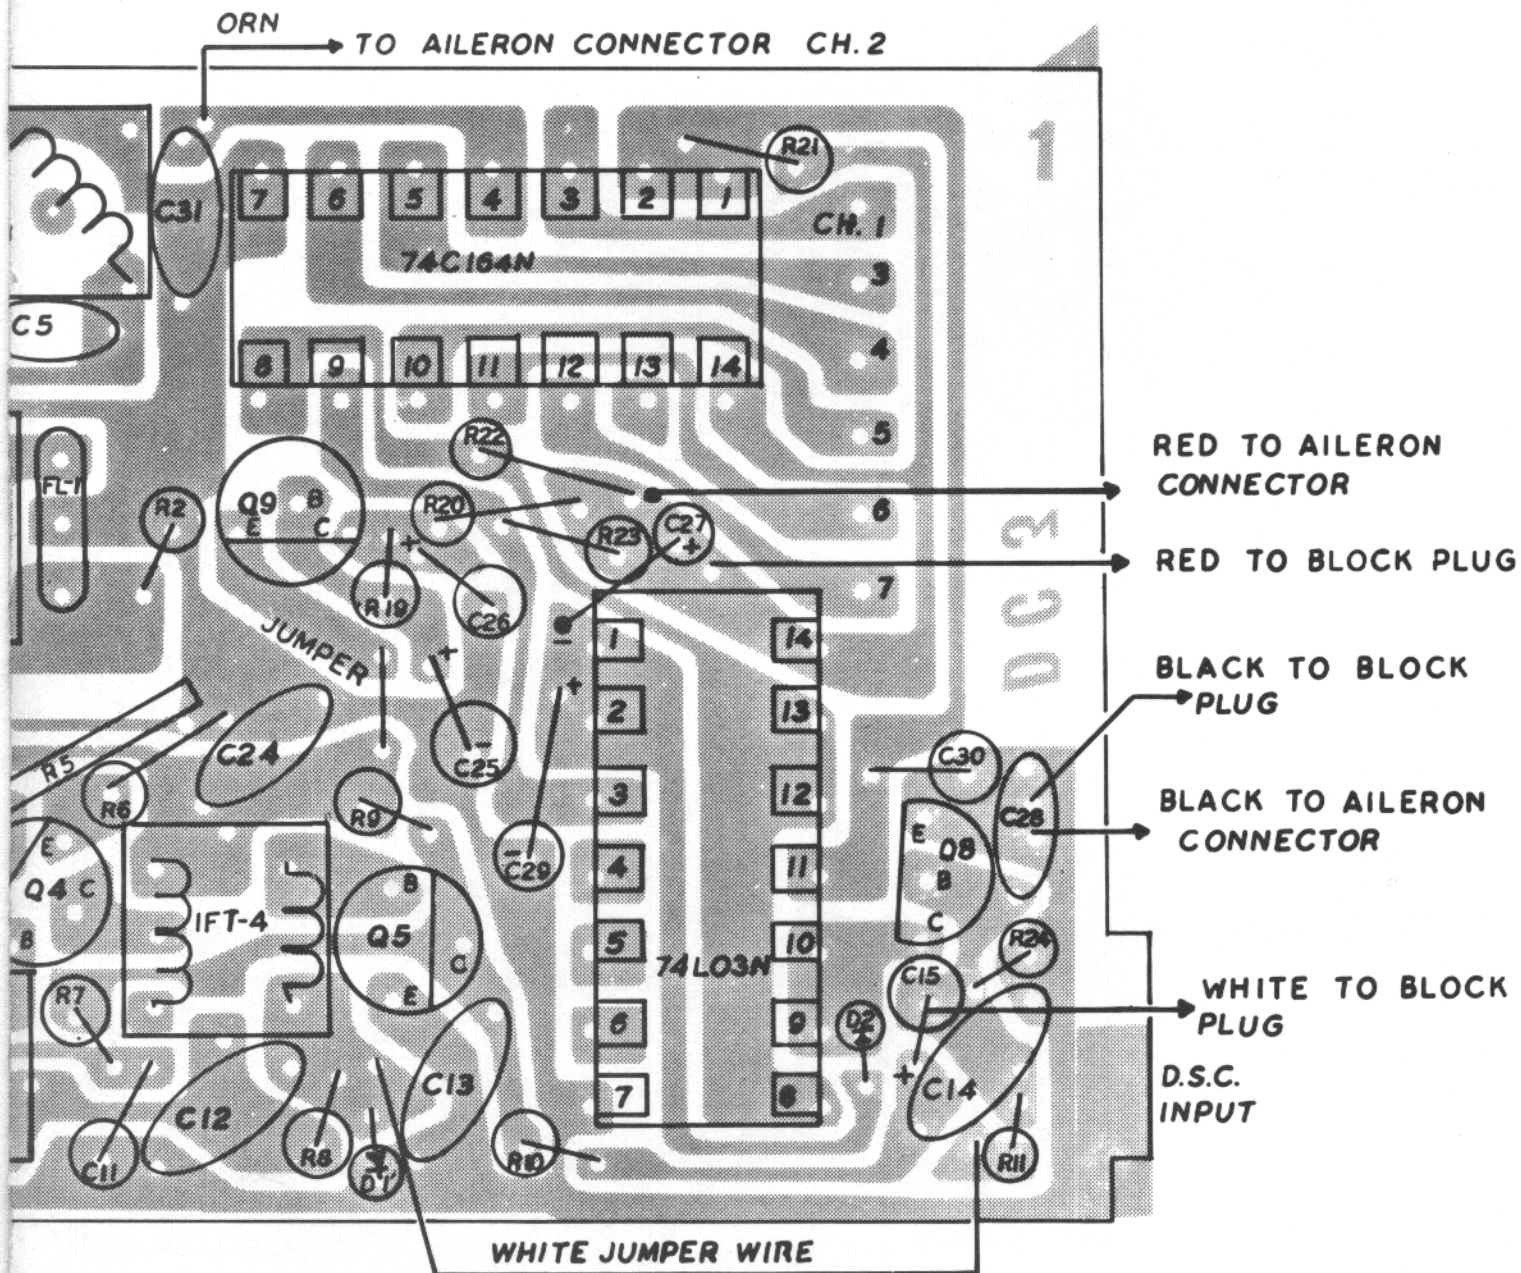 ORN
TO AILERON CONNECTOR CH. 2
1
R21
C31
7 6 5 4 3 2 1
CH. 1
74C164N
3
C5
4
8 9 10 11 12 13 14
5
R22
RED TO AILERON
CONNECTOR
FL-1
R2
Q9
B
E
C
R20
R23
C27
+
6
DC3
RED TO BLOCK PLUG
+
R19
C26
7
JUMPER
-
1
14
+
+
BLACK TO BLOCK
PLUG
2
13
C24
C25
-
C30
R5
R6
R9
3
12
C28
BLACK TO AILERON
CONNECTOR
E
Q4
C
B
C29
-
4
11
E
Q8
B
C
IFT-4
B
Q5
C
E
5
10
R24
74L03N
C15
R7
WHITE TO BLOCK
PLUG
6
9
D2
+
C14
C13
D.S.C.
INPUT
C12
7
8
C11
R8
D1
R10
R11
WHITE JUMPER WIRE